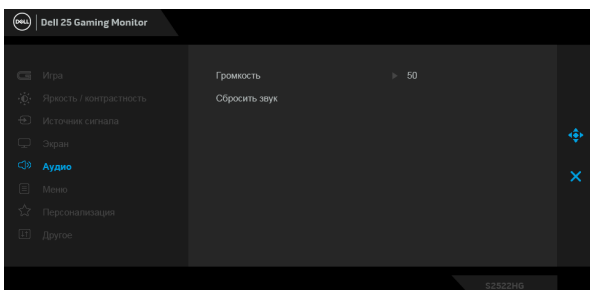 DELL Dell 25 Gaming Monitor
Игра
Громкость 50
Яркость / контрастность
Сбросить звук
Источник сигнала
Экран
Аудио
Меню
Персонализация
Другое
S2522HG